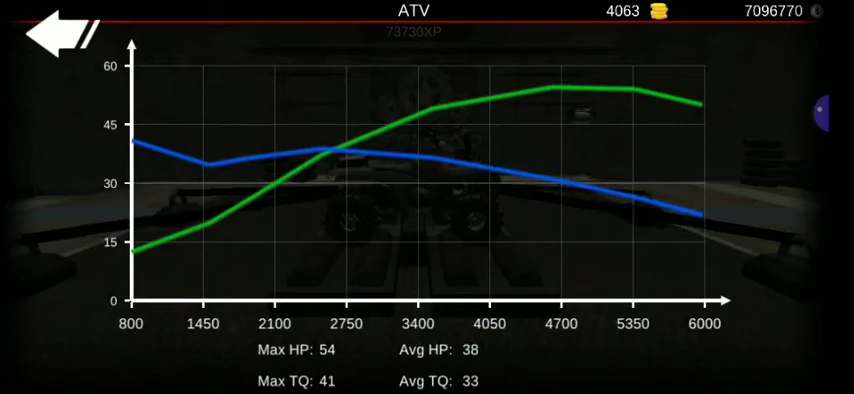 ATV
4063
7096770
73730XP
60
45
30
15
0
800 1450 2100 2750 3400 4050 4700 5350 6000
Max HP: 54 Avg HP: 38
Max TQ: 41 Avg TQ: 33